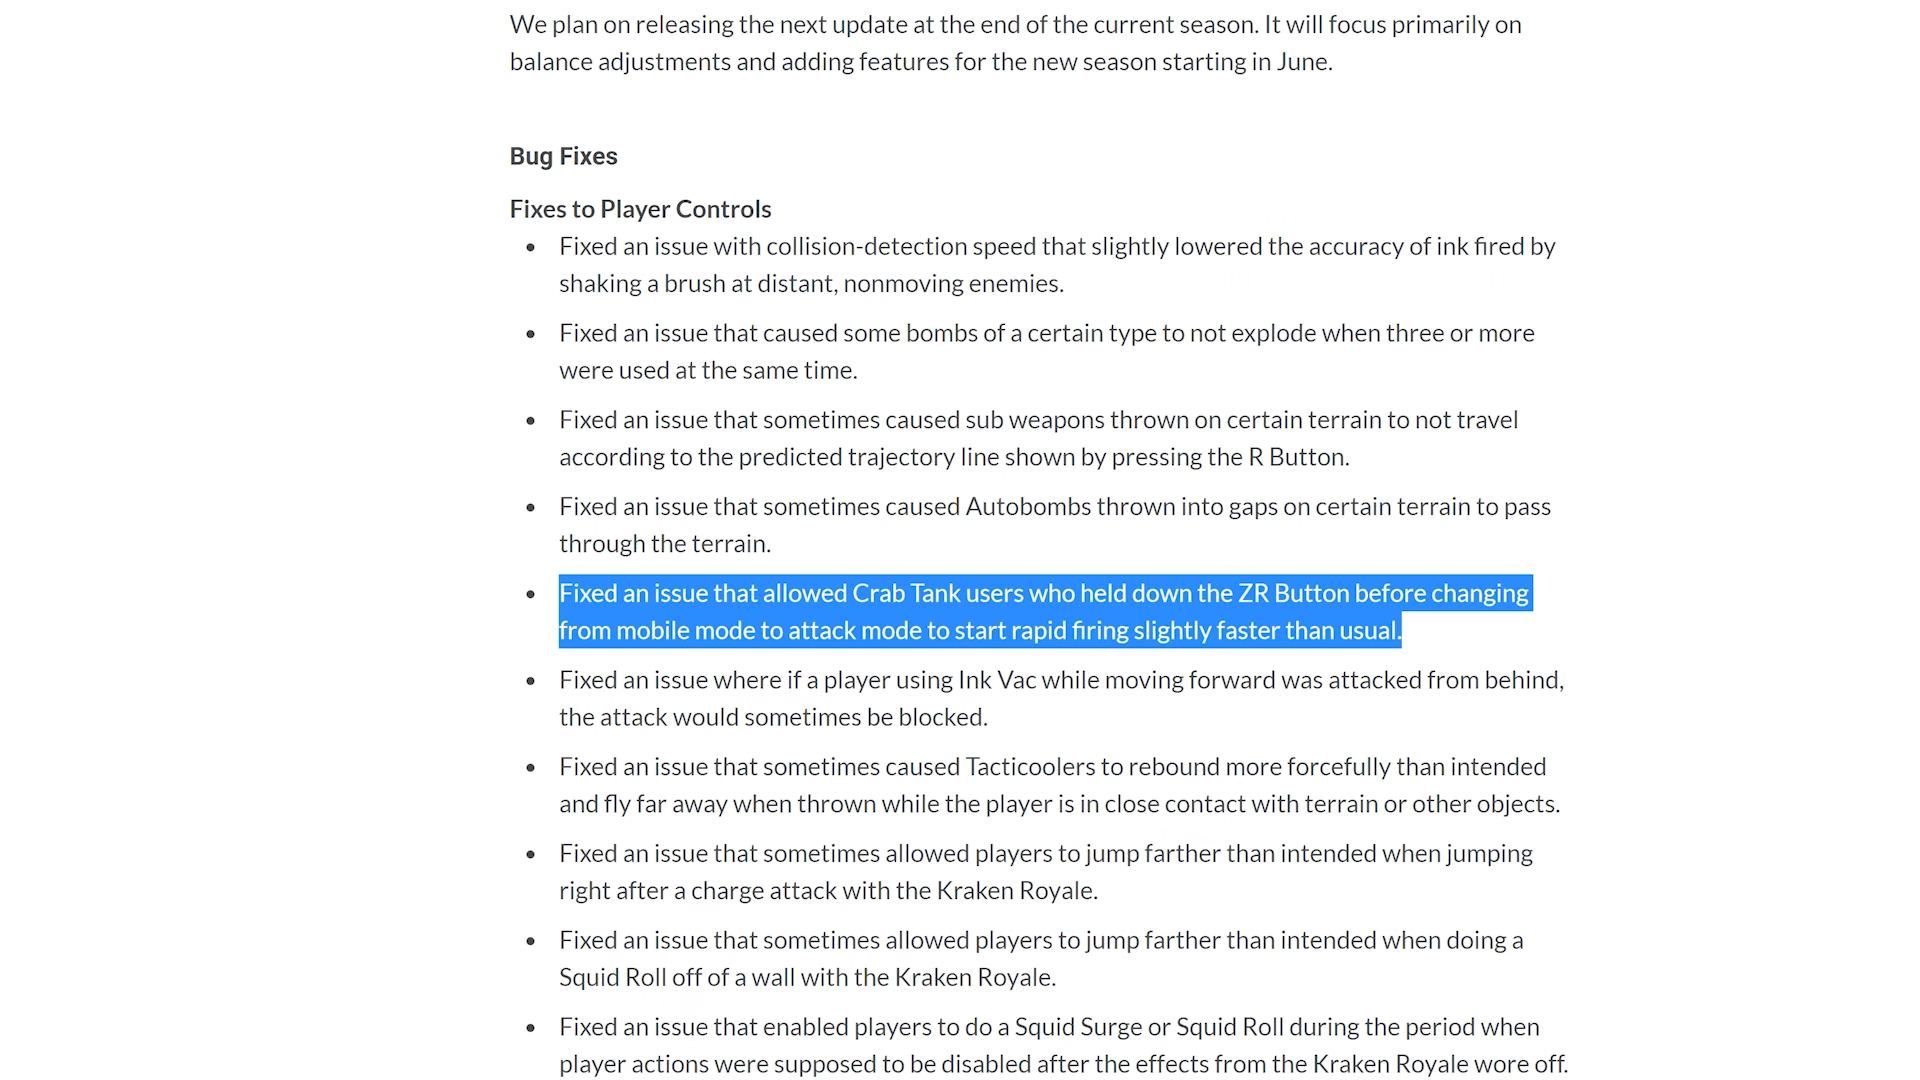 We plan on releasing the next update at the end of the current season. It will focus primarily on
balance adjustments and adding features for the new season starting in June.
Bug Fixes
Fixes to Player Controls
• Fixed an issue with collision-detection speed that slightly lowered the accuracy of ink fired by
shaking a brush at distant, nonmoving enemies.
• Fixed an issue that caused some bombs of a certain type to not explode when three or more
were used at the same time.
• Fixed an issue that sometimes caused sub weapons thrown on certain terrain to not travel
according to the predicted trajectory line shown by pressing the R Button.
• Fixed an issue that sometimes caused Autobombs thrown into gaps on certain terrain to pass
through the terrain.
• Fixed an issue that allowed Crab Tank users who held down the ZR Button before changing
from mobile mode to attack mode to start rapid firing slightly faster than usual.
• Fixed an issue where if a player using Ink Vac while moving forward was attacked from behind,
the attack would sometimes be blocked.
• Fixed an issue that sometimes caused Tacticoolers to rebound more forcefully than intended
and fly far away when thrown while the player is in close contact with terrain or other objects.
• Fixed an issue that sometimes allowed players to jump farther than intended when jumping
right after a charge attack with the Kraken Royale.
• Fixed an issue that sometimes allowed players to jump farther than intended when doing a
Squid Roll off of a wall with the Kraken Royale.
• Fixed an issue that enabled players to do a Squid Surge or Squid Roll during the period when
player actions were supposed to be disabled after the effects from the Kraken Royale wore off.